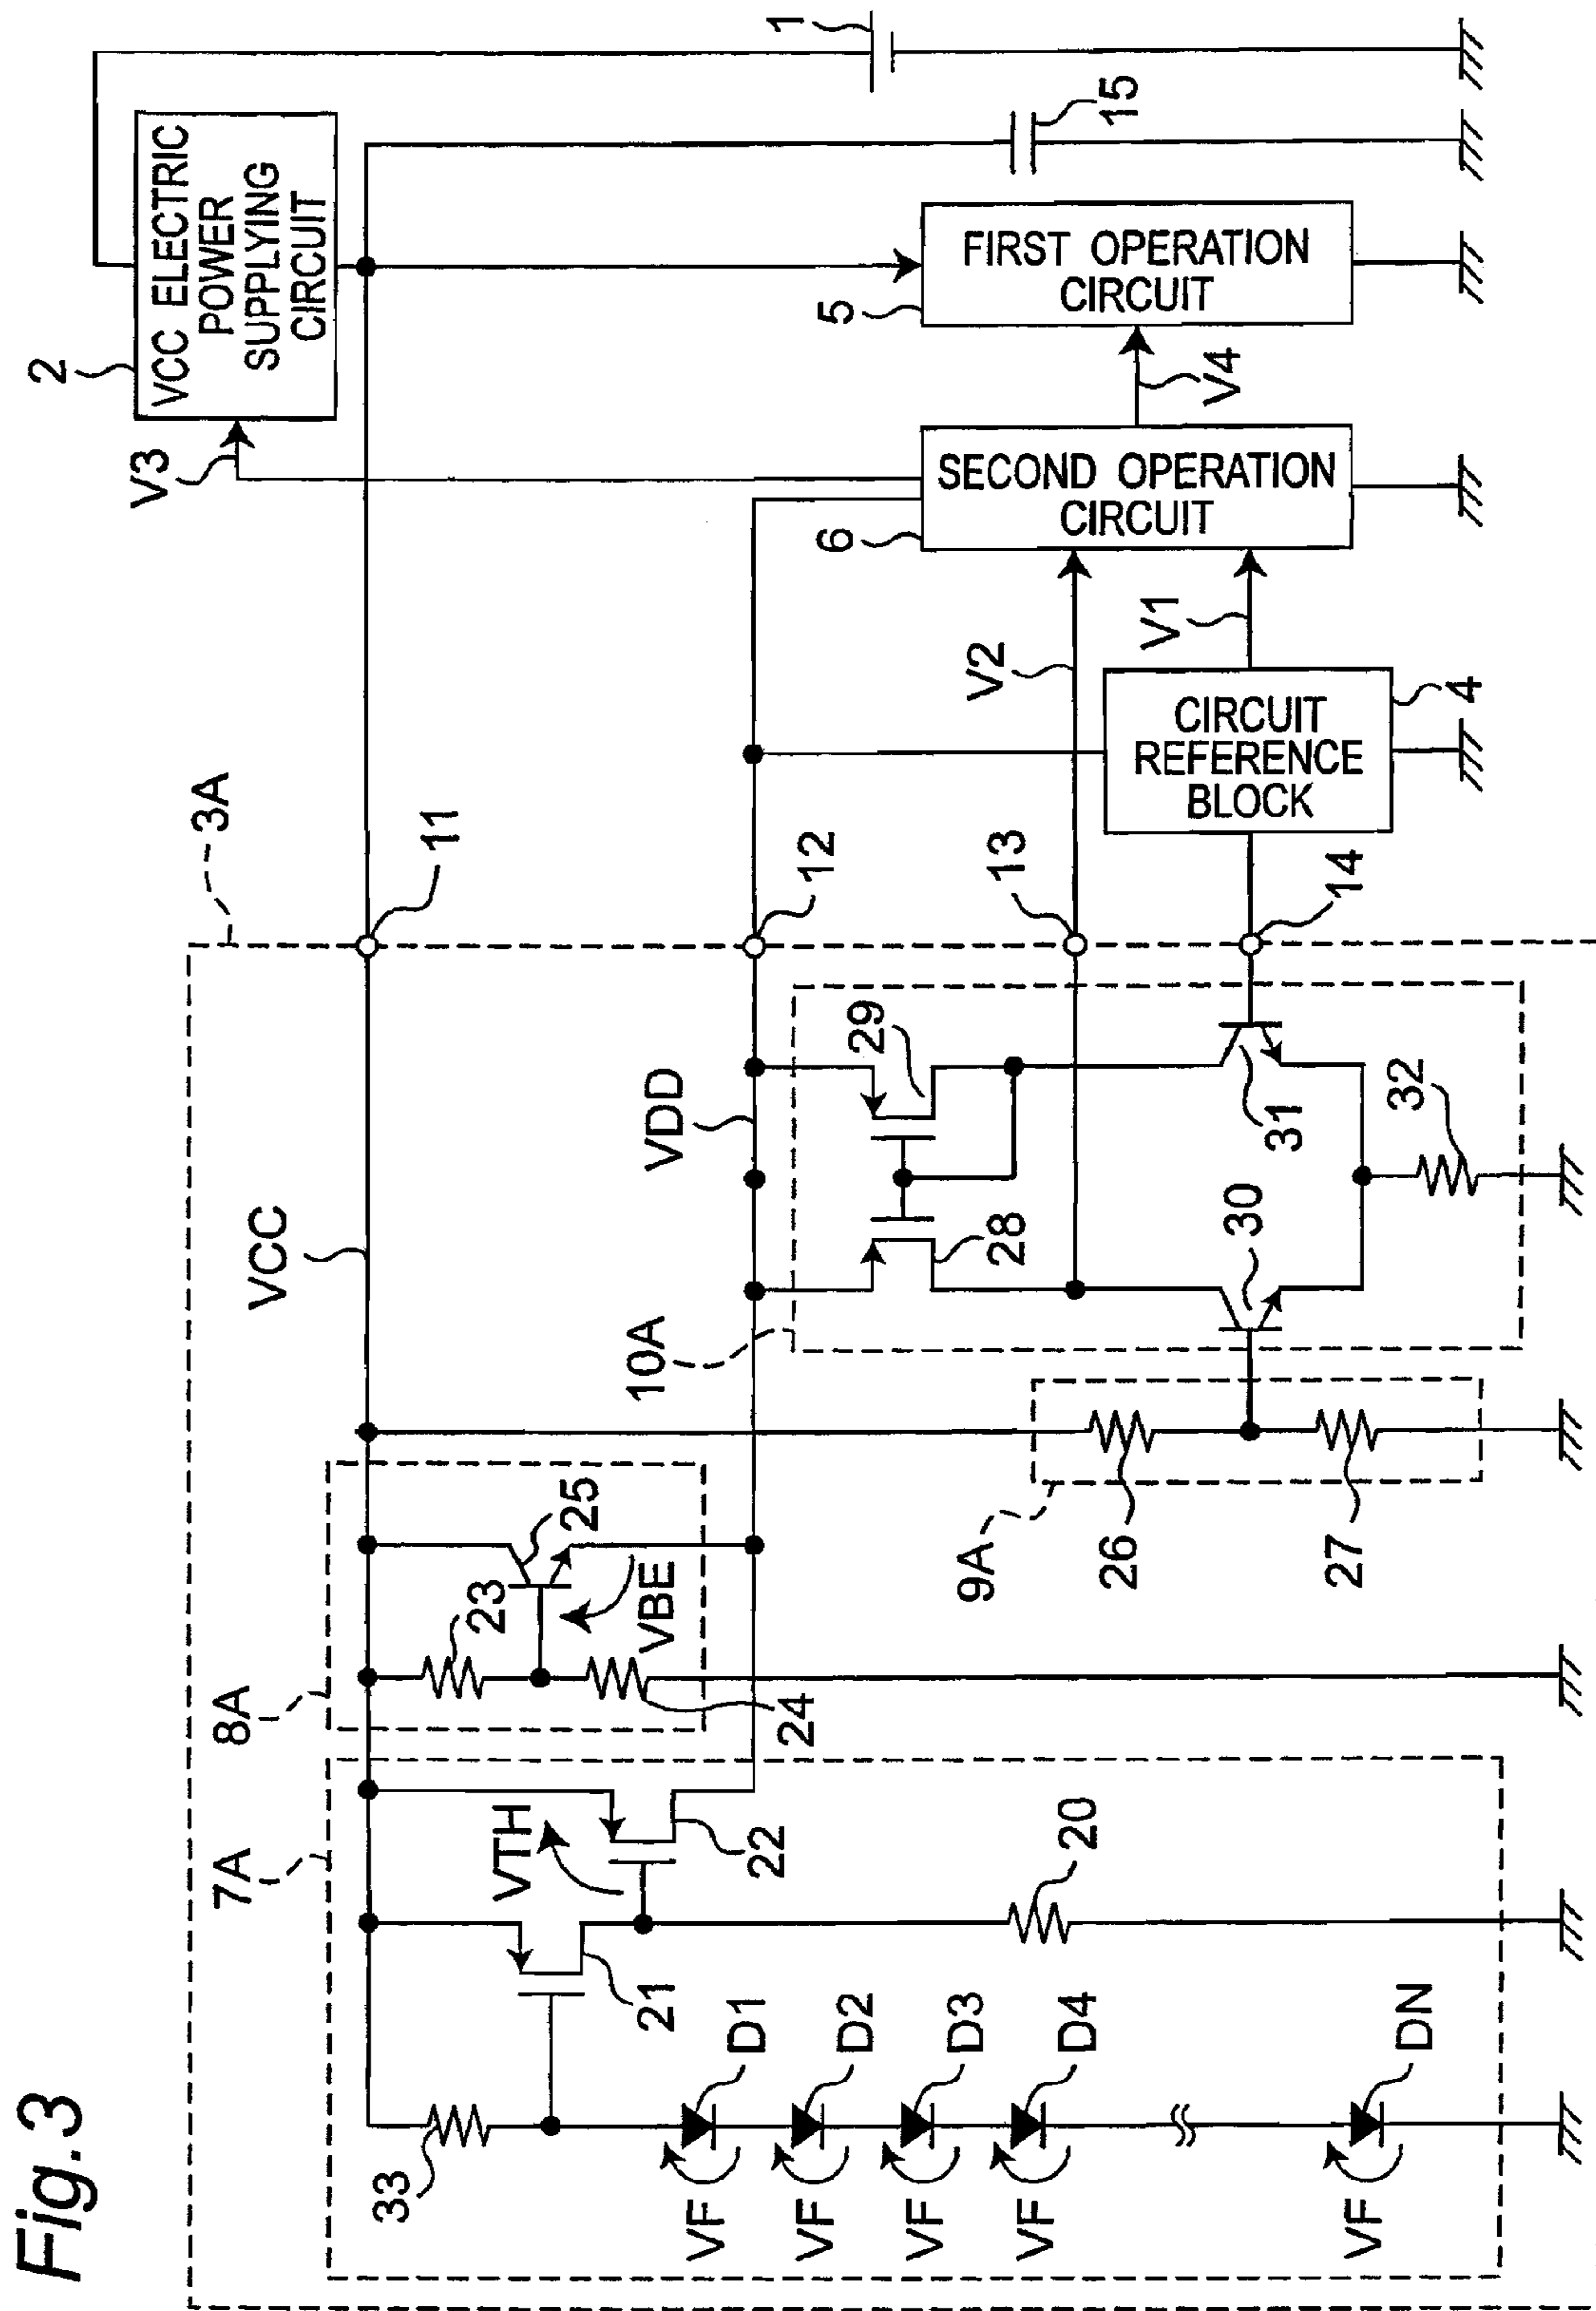 Fig.3
3A
VCC
11
2
VCC ELECTRIC
POWER
SUPPLYING
CIRCUIT
V3
1
15
7A
8A
33
VTH
21
22
20
23
24
25
VBE
VDD
12
10A
28
29
30
31
32
9A
26
27
13
14
V2
V1
CIRCUIT
REFERENCE
BLOCK
4
6
SECOND OPERATION
CIRCUIT
V4
5
FIRST OPERATION
CIRCUIT
VF
D1
VF
D2
VF
D3
VF
D4
VF
DN